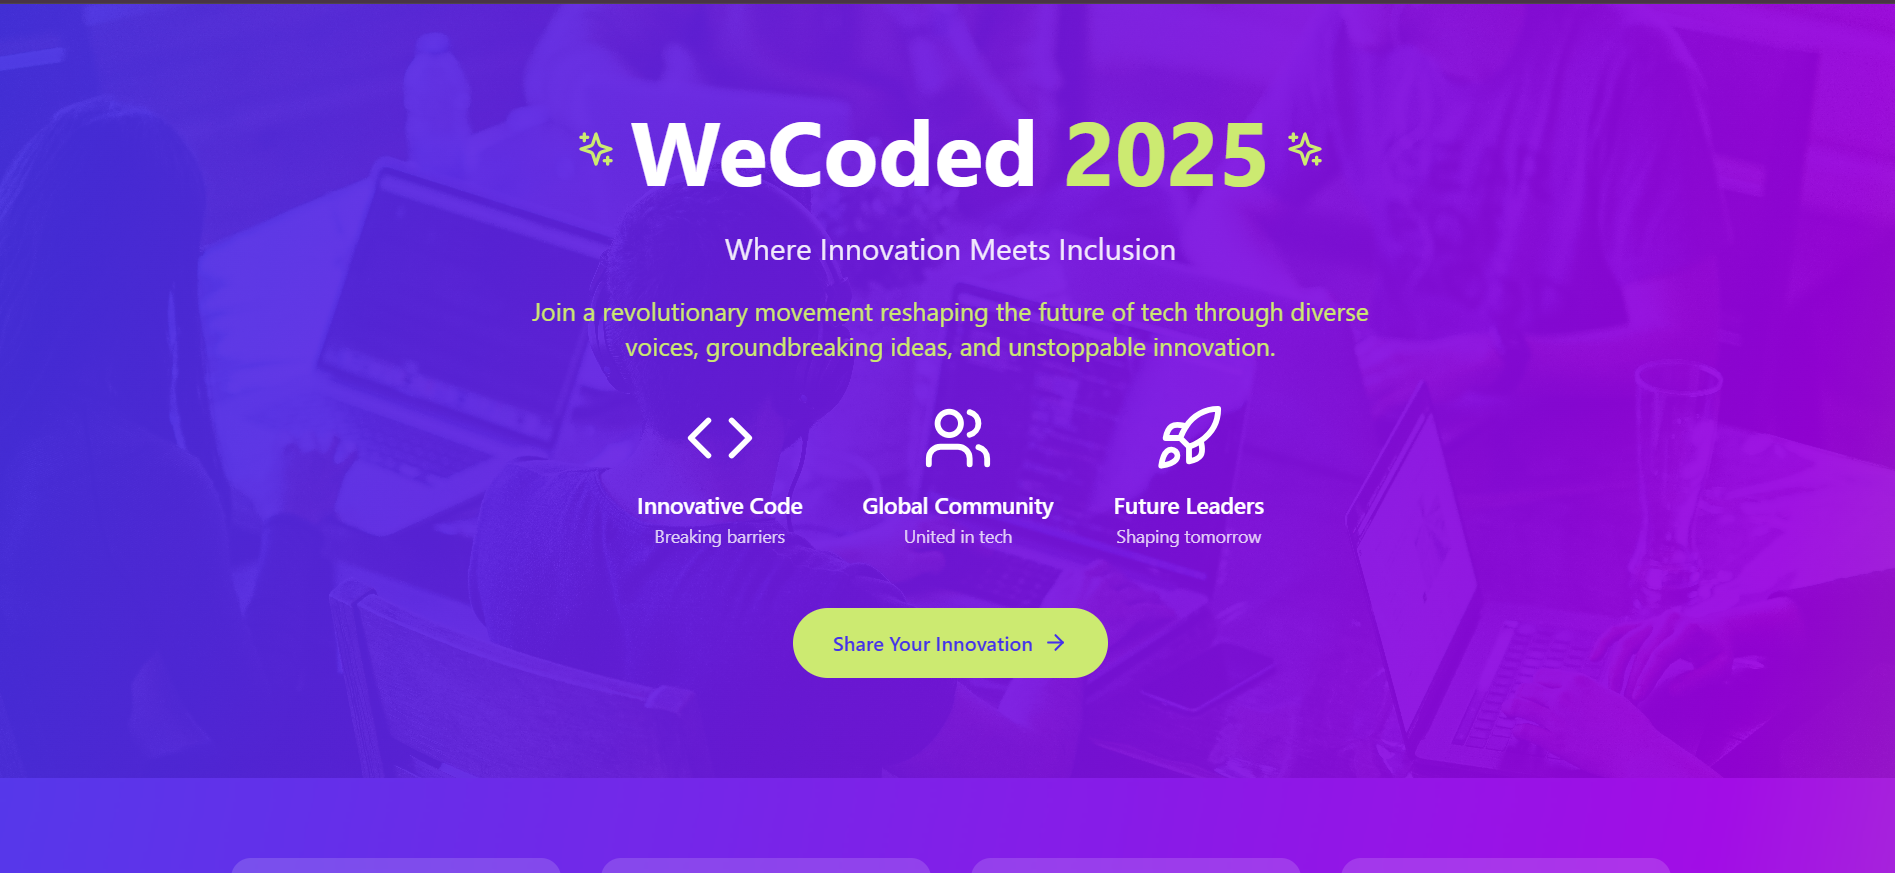 WeCoded 2025
Where Innovation Meets Inclusion
Join a revolutionary movement reshaping the future of tech through diverse
voices, groundbreaking ideas, and unstoppable innovation.
Innovative Code
Breaking barriers
Global Community
United in tech
Future Leaders
Shaping tomorrow
Share Your Innovation